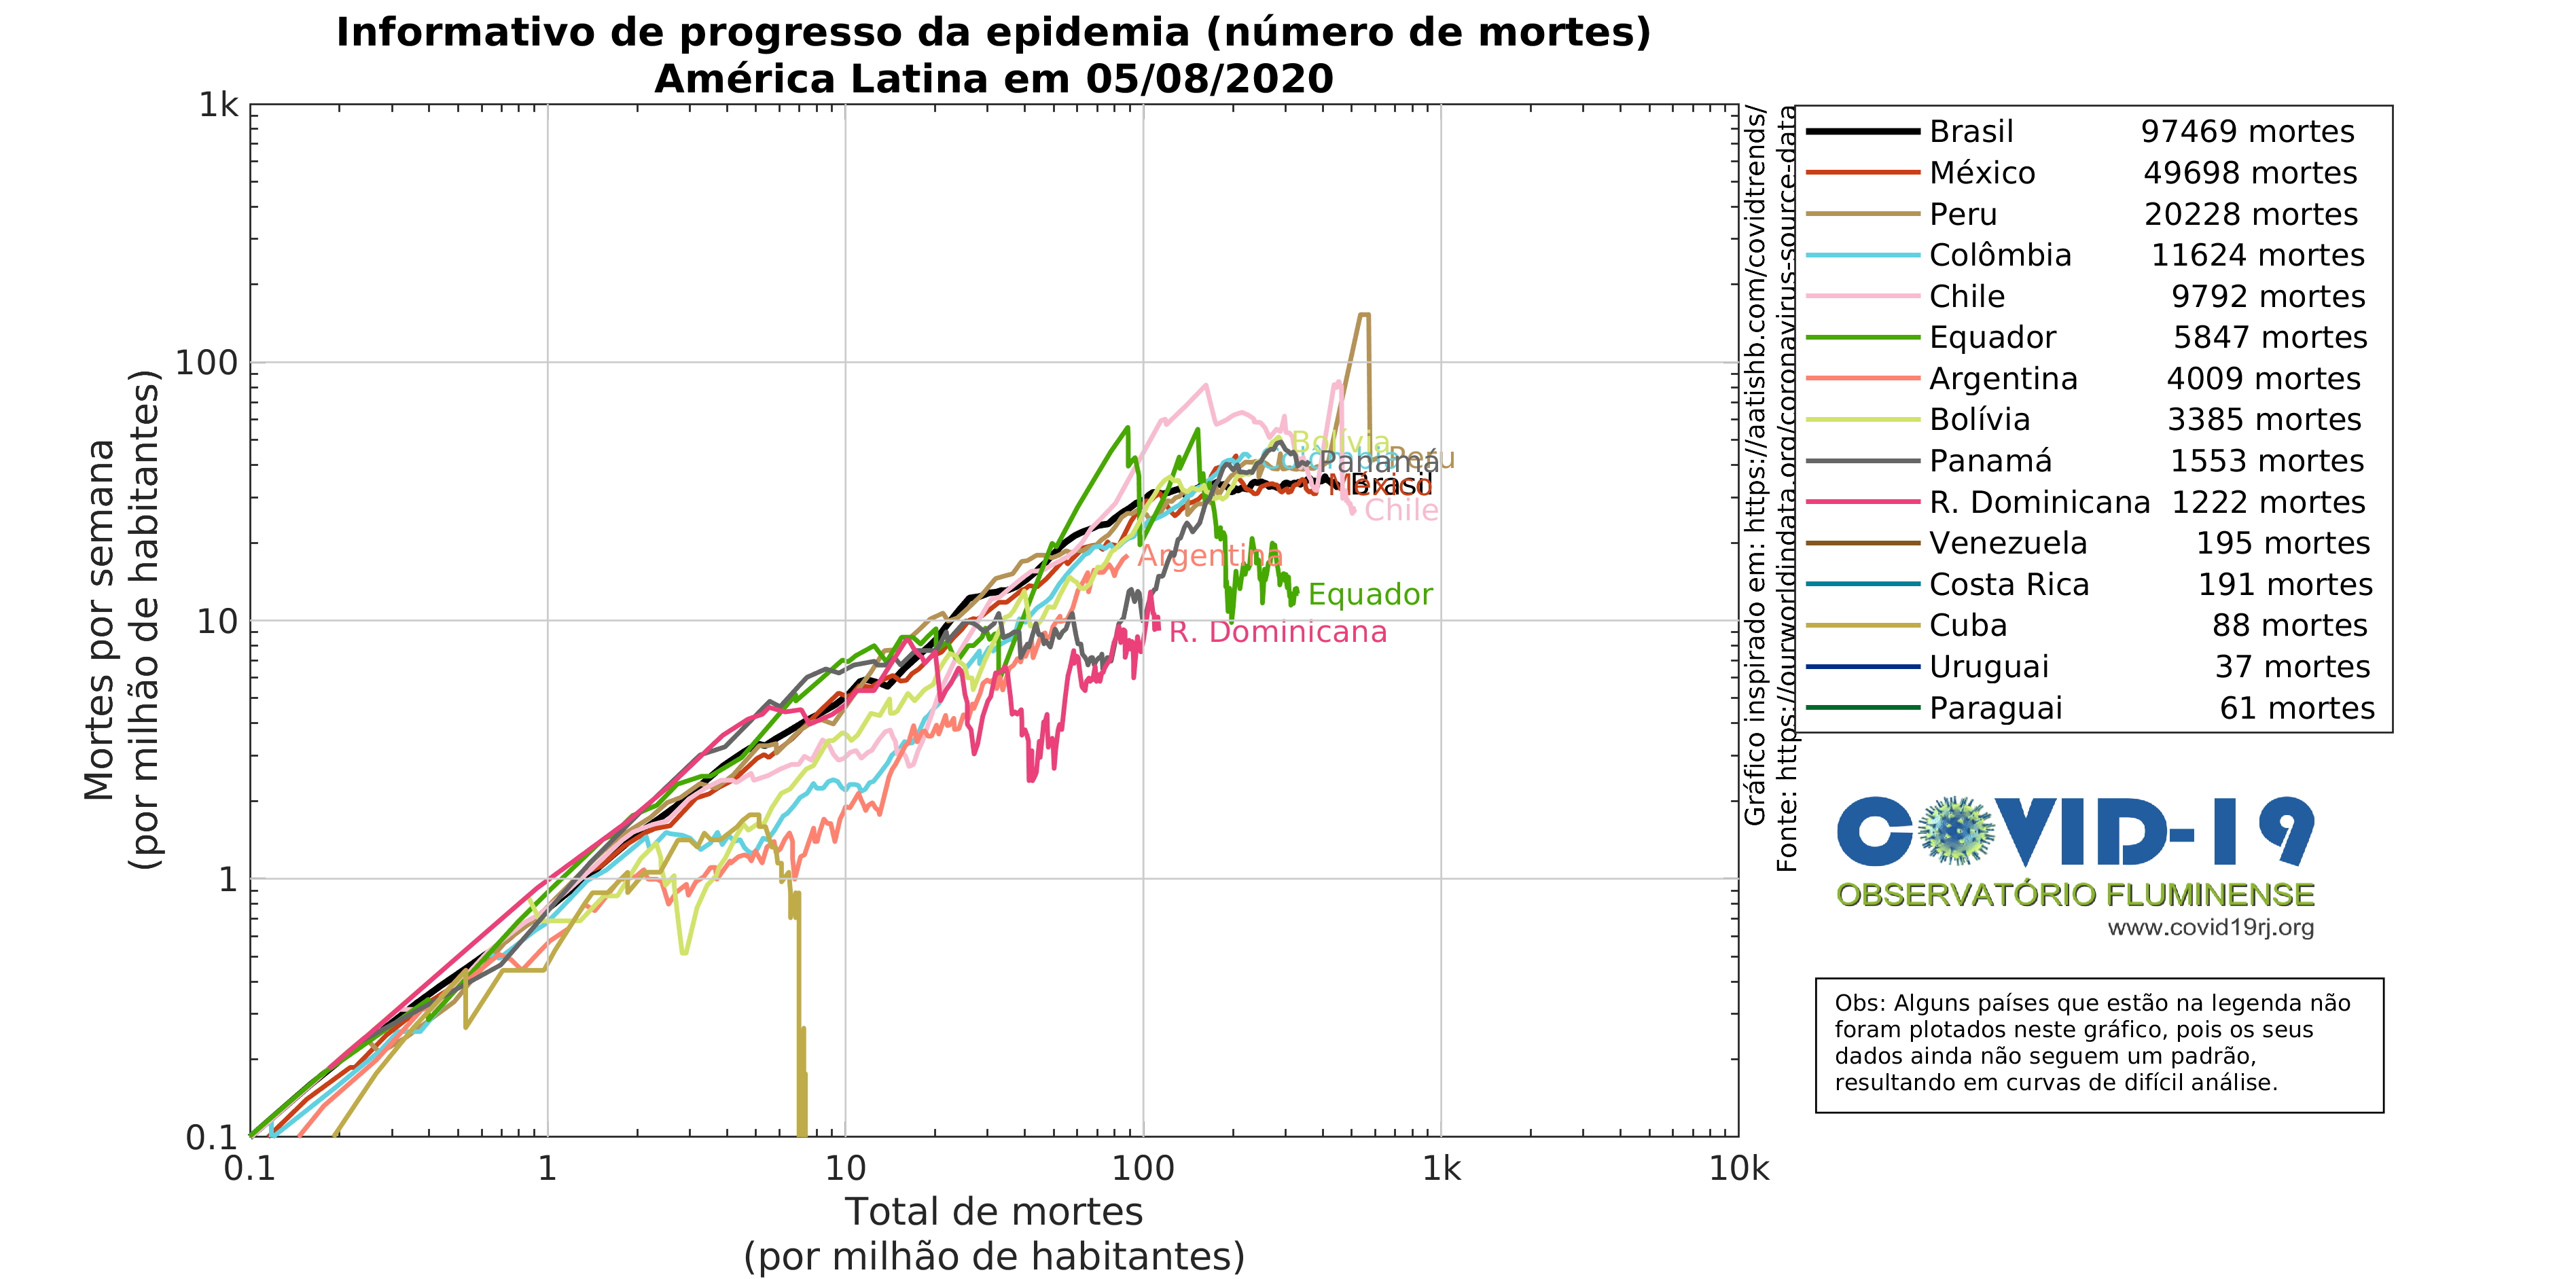 Informativo de progresso da epidemia (número de mortes)
América Latina em 05/08/2020
1k
100
10
1
0.1
Mortes por semana
(por milhão de habitantes)
0.1
1
10
100
1k
10k
Total de mortes
(por milhão de habitantes)
Bolívia
Colômbia
Panamá
Peru
México
Brasil
Chile
Argentina
Equador
R. Dominicana
Gráfico inspirado em: https://aatishb.com/covidtrends/
Fonte: https://ourworldindata.org/coronavirus-source-data
Brasil 97469 mortes
México 49698 mortes
Peru 20228 mortes
Colômbia 11624 mortes
Chile 9792 mortes
Equador 5847 mortes
Argentina 4009 mortes
Bolívia 3385 mortes
Panamá 1553 mortes
R. Dominicana 1222 mortes
Venezuela 195 mortes
Costa Rica 191 mortes
Cuba 88 mortes
Uruguai 37 mortes
Paraguai 61 mortes
COVID-19
OBSERVATÓRIO FLUMINENSE
www.covid19rj.org
Obs: Alguns países que estão na legenda não
foram plotados neste gráfico, pois os seus
dados ainda não seguem um padrão,
resultando em curvas de difícil análise.